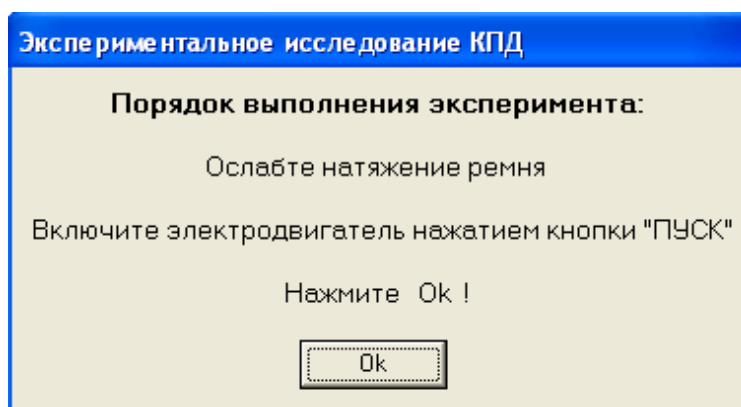 Экспериментальное исследование КПД
Порядок выполнения эксперимента:
Ослабте натяжение ремня
Включите электродвигатель нажатием кнопки "ПУСК"
Нажмите Ok !
Ok